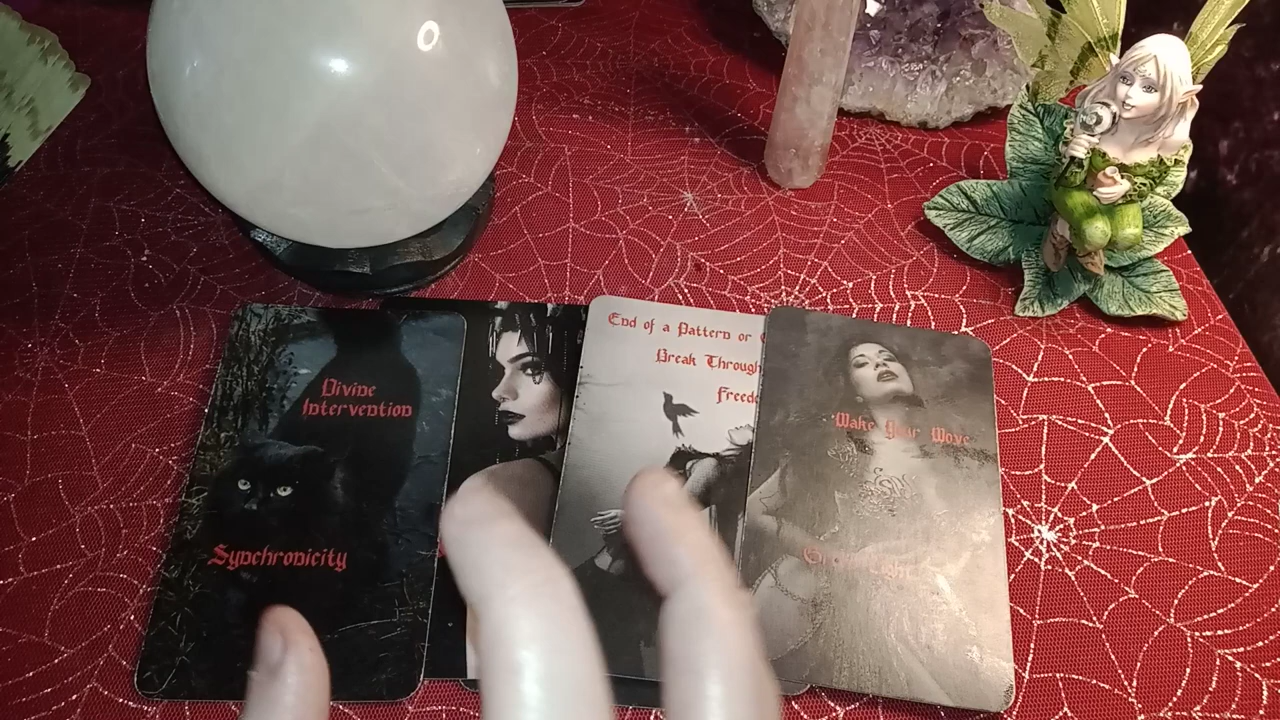 Divine
Intervention
Synchronicity
End of a Pattern or
Break Through
Freedo
Make Your Move